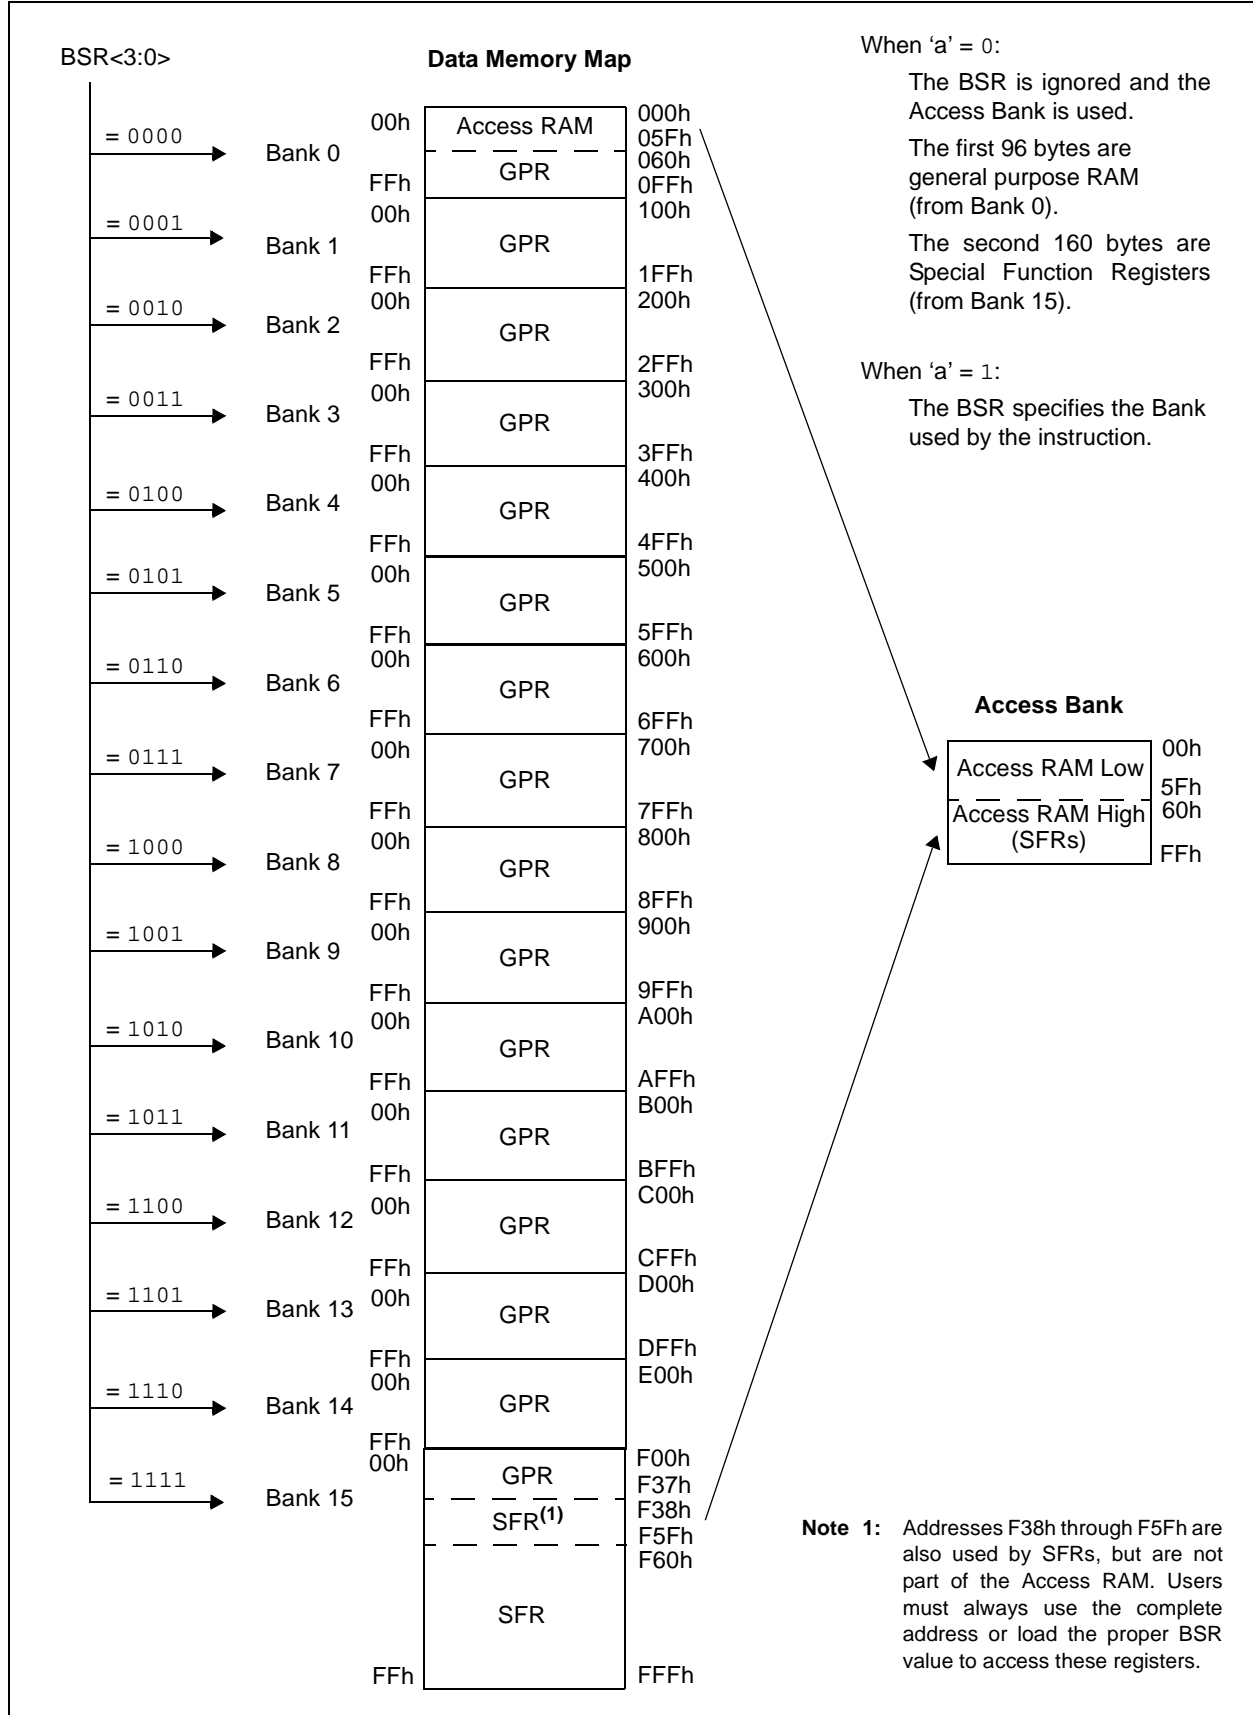 BSR<3:0>
Data Memory Map
When ‘a’ = 0:
The BSR is ignored and the
Access Bank is used.
The first 96 bytes are
general purpose RAM
(from Bank 0).
The second 160 bytes are
Special Function Registers
(from Bank 15).
When ‘a’ = 1:
The BSR specifies the Bank
used by the instruction.
= 0000
Bank 0
00h
FFh
Access RAM
GPR
000h
05Fh
060h
0FFh
= 0001
Bank 1
00h
FFh
GPR
100h
1FFh
= 0010
Bank 2
00h
FFh
GPR
200h
2FFh
= 0011
Bank 3
00h
FFh
GPR
300h
3FFh
= 0100
Bank 4
00h
FFh
GPR
400h
4FFh
= 0101
Bank 5
00h
FFh
GPR
500h
5FFh
= 0110
Bank 6
00h
FFh
GPR
600h
6FFh
= 0111
Bank 7
00h
FFh
GPR
700h
7FFh
= 1000
Bank 8
00h
FFh
GPR
800h
8FFh
= 1001
Bank 9
00h
FFh
GPR
900h
9FFh
= 1010
Bank 10
00h
FFh
GPR
A00h
AFFh
= 1011
Bank 11
00h
FFh
GPR
B00h
BFFh
= 1100
Bank 12
00h
FFh
GPR
C00h
CFFh
= 1101
Bank 13
00h
FFh
GPR
D00h
DFFh
= 1110
Bank 14
00h
FFh
GPR
E00h
= 1111
Bank 15
00h
FFh
GPR
SFR(1)
SFR
F00h
F37h
F38h
F5Fh
F60h
FFFh
Access Bank
Access RAM Low
Access RAM High
(SFRs)
00h
5Fh
60h
FFh
Note 1: Addresses F38h through F5Fh are
also used by SFRs, but are not
part of the Access RAM. Users
must always use the complete
address or load the proper BSR
value to access these registers.